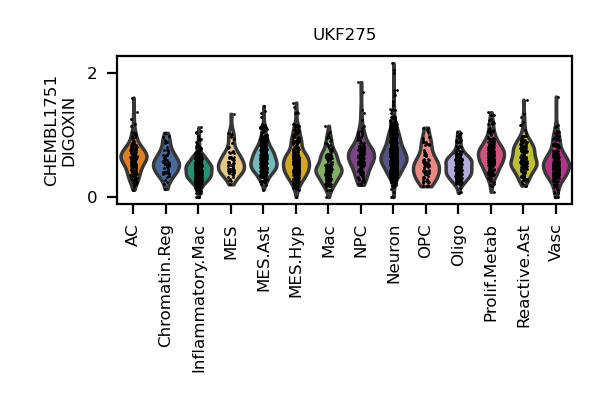 UKF275
CHEMBL1751
DIGOXIN
2
0
AC
Chromatin.Reg
Inflammatory.Mac
MES
MES.Ast
MES.Hyp
Mac
NPC
Neuron
OPC
Oligo
Prolif.Metab
Reactive.Ast
Vasc